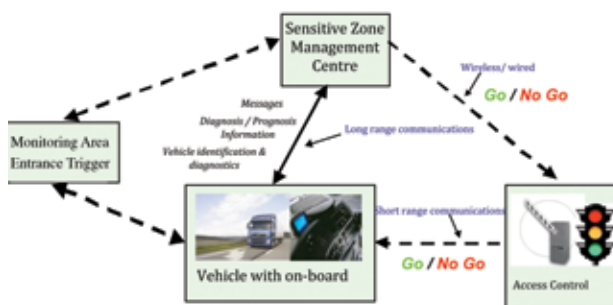 Sensitive Zone
Management
Centre
Wireless/ wired
Go / No Go
Messages
Diagnosis / Prognosis
Information
Vehicle identification &
diagnostics
Long range communications
Monitoring Area
Entrance Trigger
Short range communications
Go / No Go
Vehicle with on-board
Access Control